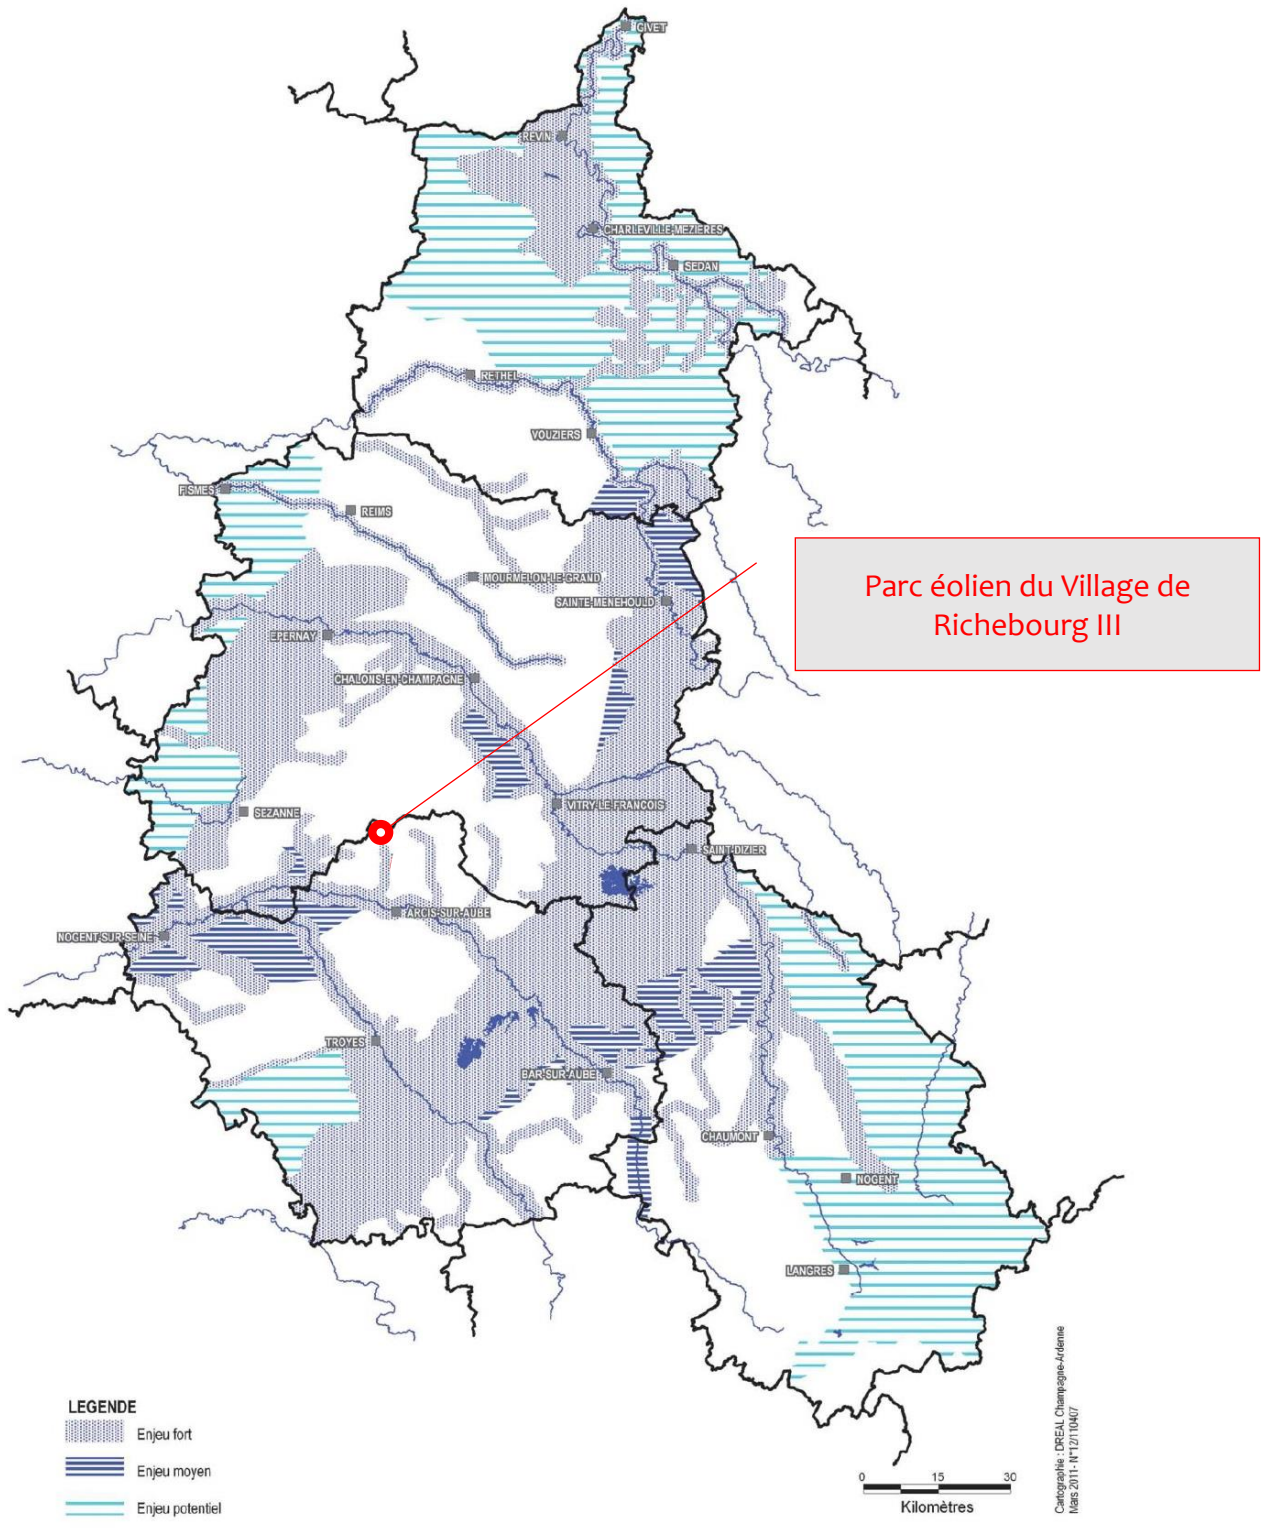 GIVET
REVIN
CHARLEVILLE-MEZIERES
SEDAN
RETHEL
VOUZIERS
FISMES
REIMS
MOURMELON-LE-GRAND
SAINTE-MENEHOULD
Parc éolien du Village de
Richebourg III
EPERNAY
CHALONS-EN-CHAMPAGNE
VITRY-LE-FRANCOIS
SEZANNE
SAINT-DIZIER
ARCIS-SUR-AUBE
NOGENT-SUR-SEINE
TROYES
BAR-SUR-AUBE
CHAUMONT
NOGENT
LANGRES
LEGENDE
Enjeu fort
Enjeu moyen
Enjeu potentiel
0 15 30
Kilomètres
Cartographie : DREAL Champagne-Ardenne
Mars 2011- N°12/110407